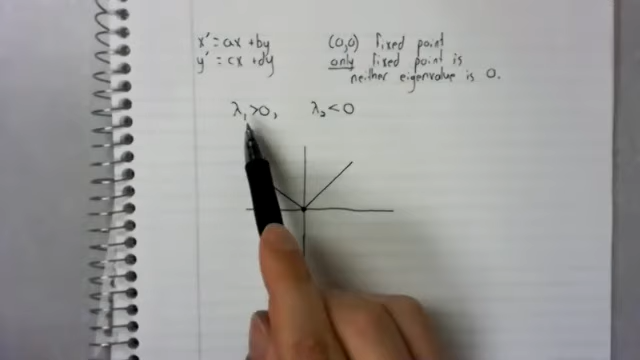 x' = ax + by
y' = cx + dy
(0,0) fixed point
only fixed point is
neither eigenvalue is 0.
λ₁>0, λ₂<0